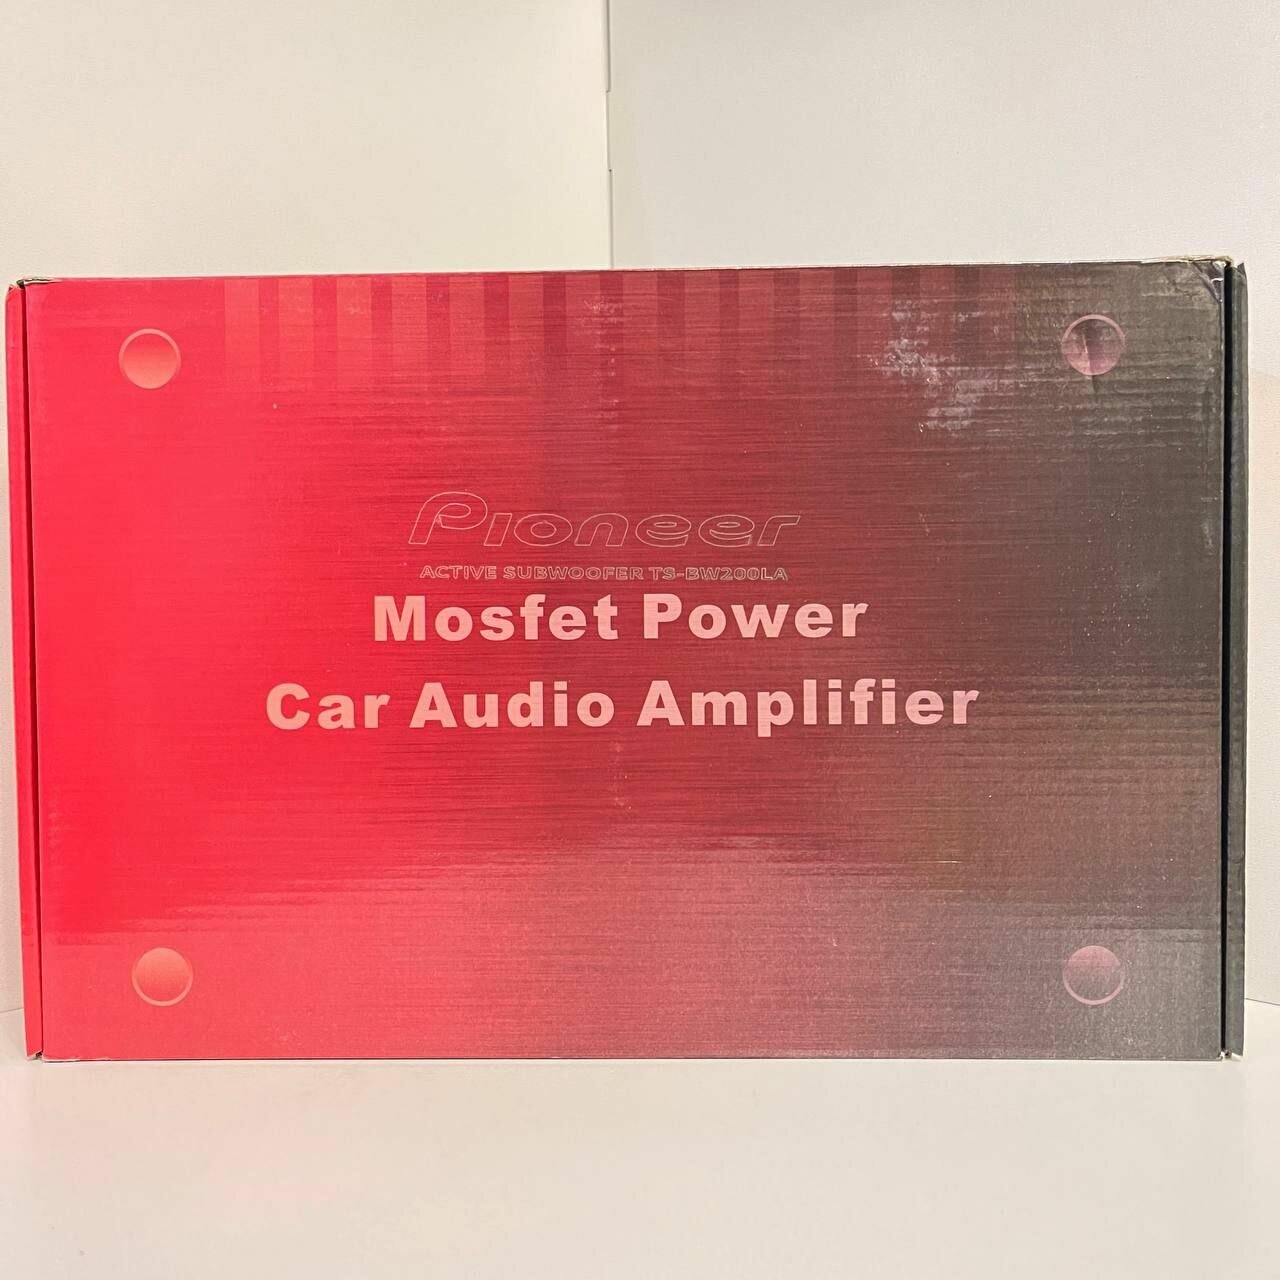 Pioneer
ACTIVE SUBWOOFER TS-BW200LA
Mosfet Power
Car Audio Amplifier